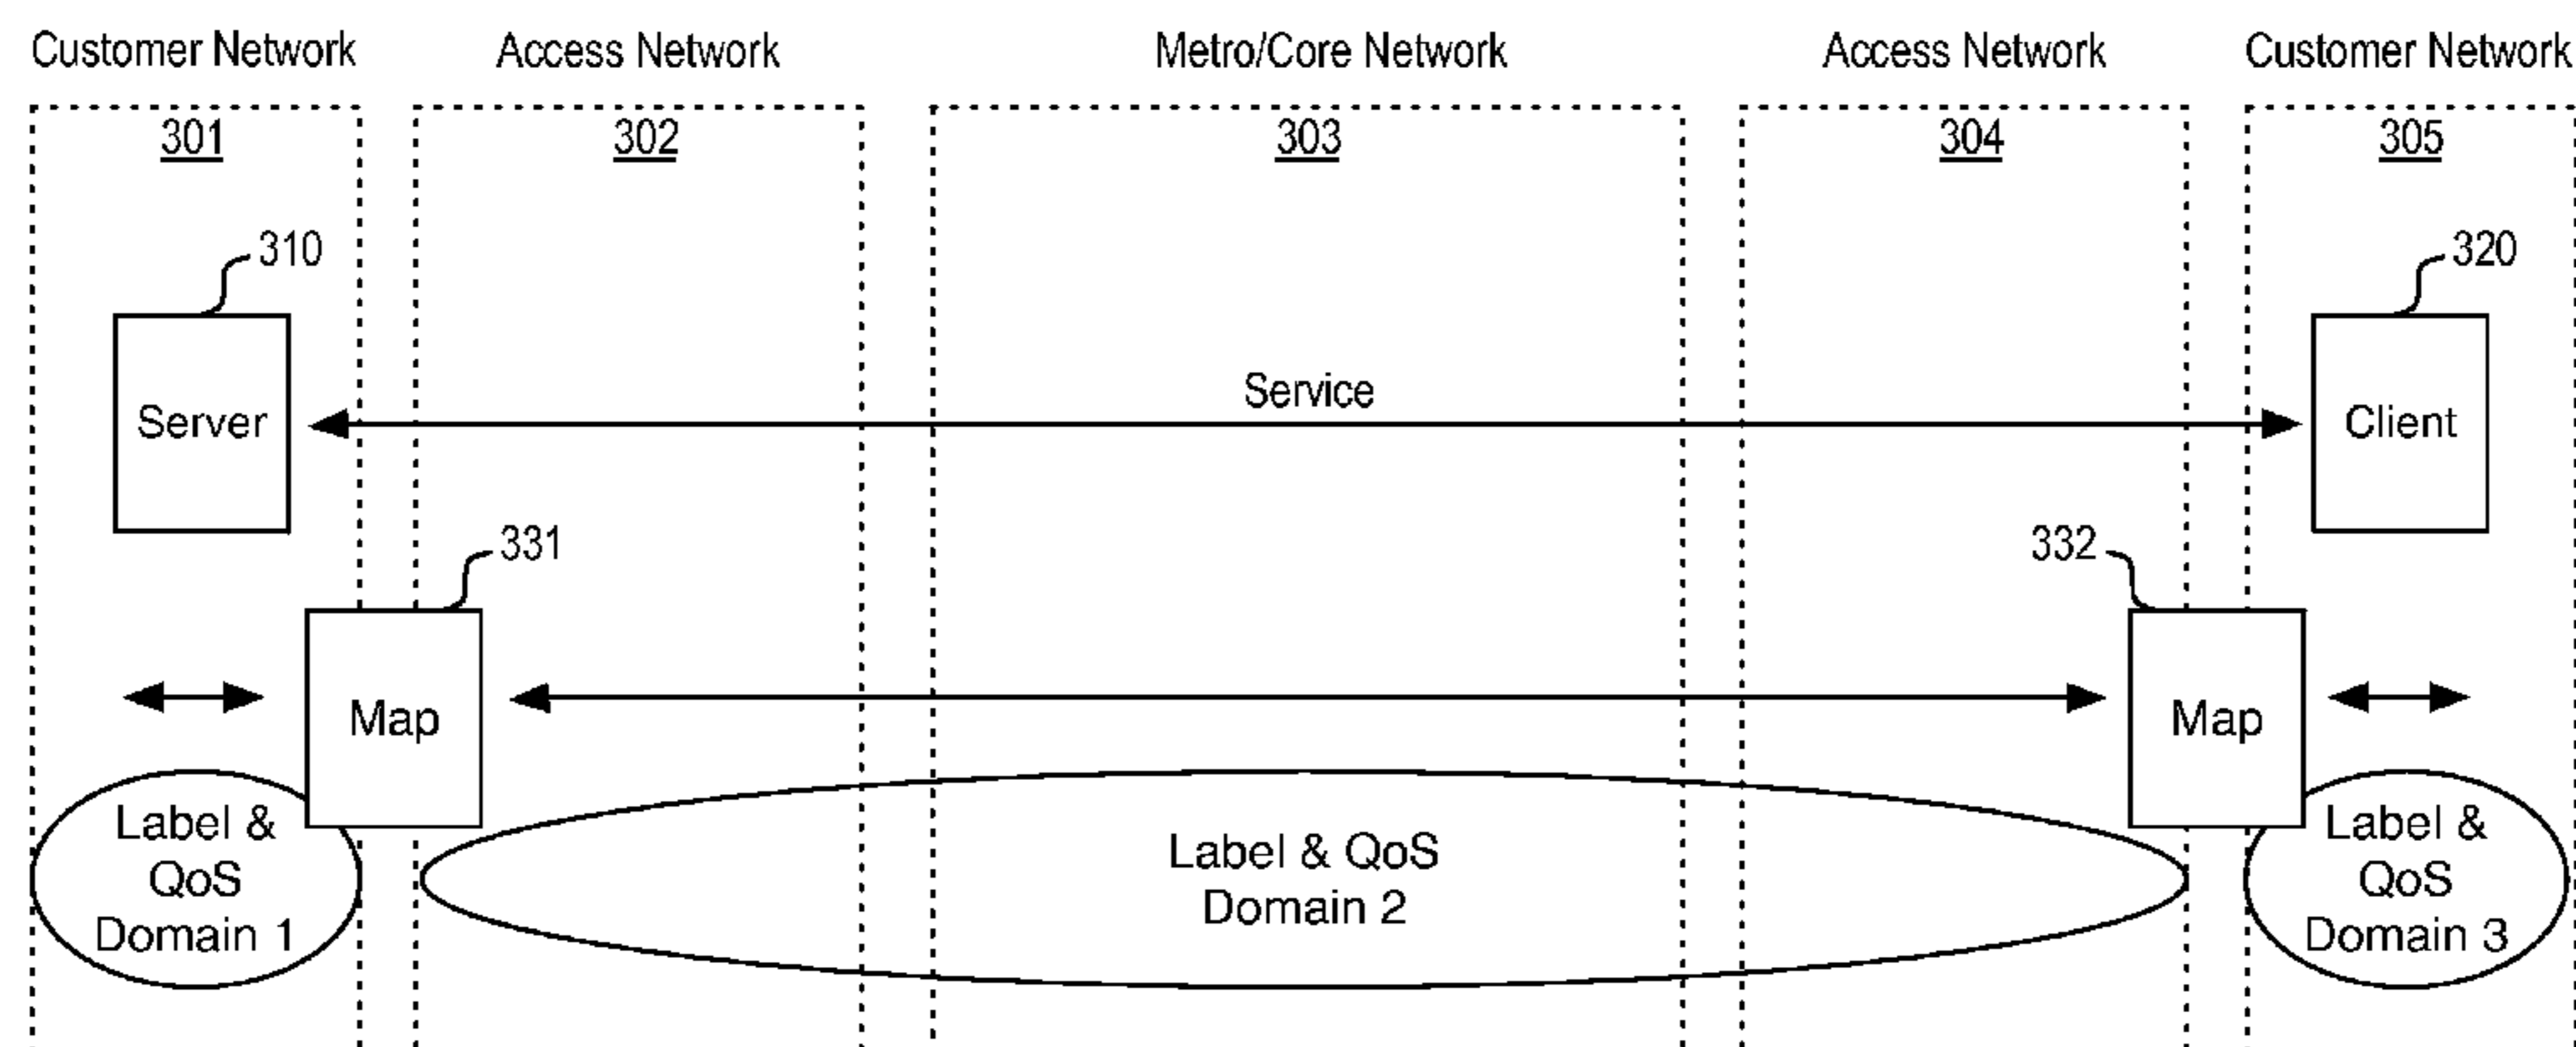 Customer Network
Access Network
Metro/Core Network
Access Network
Customer Network
301
302
303
304
305
310
320
Server
Service
Client
331
332
Map
Map
Label &
QoS
Domain 1
Label & QoS
Domain 2
Label &
QoS
Domain 3